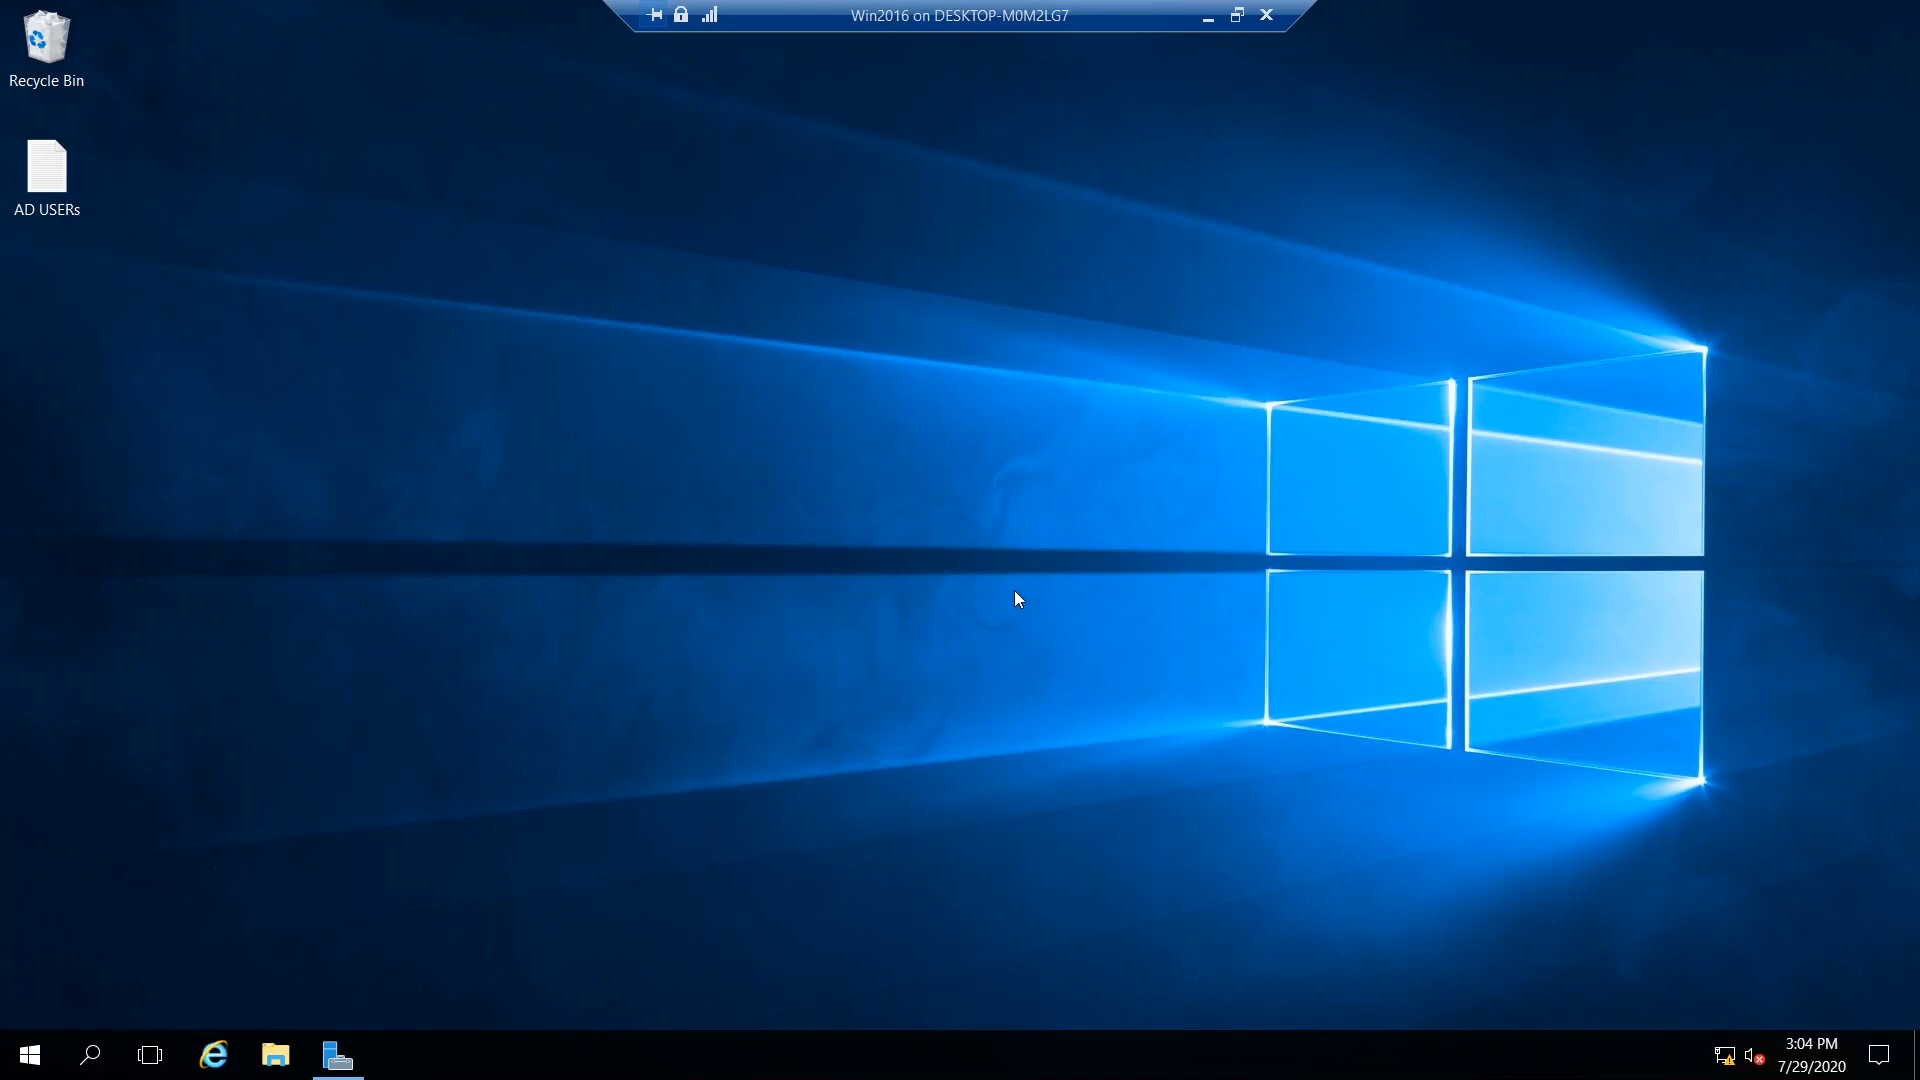 Win2016 on DESKTOP-M0M2LG7
Recycle Bin
AD USERs
3:04 PM
7/29/2020